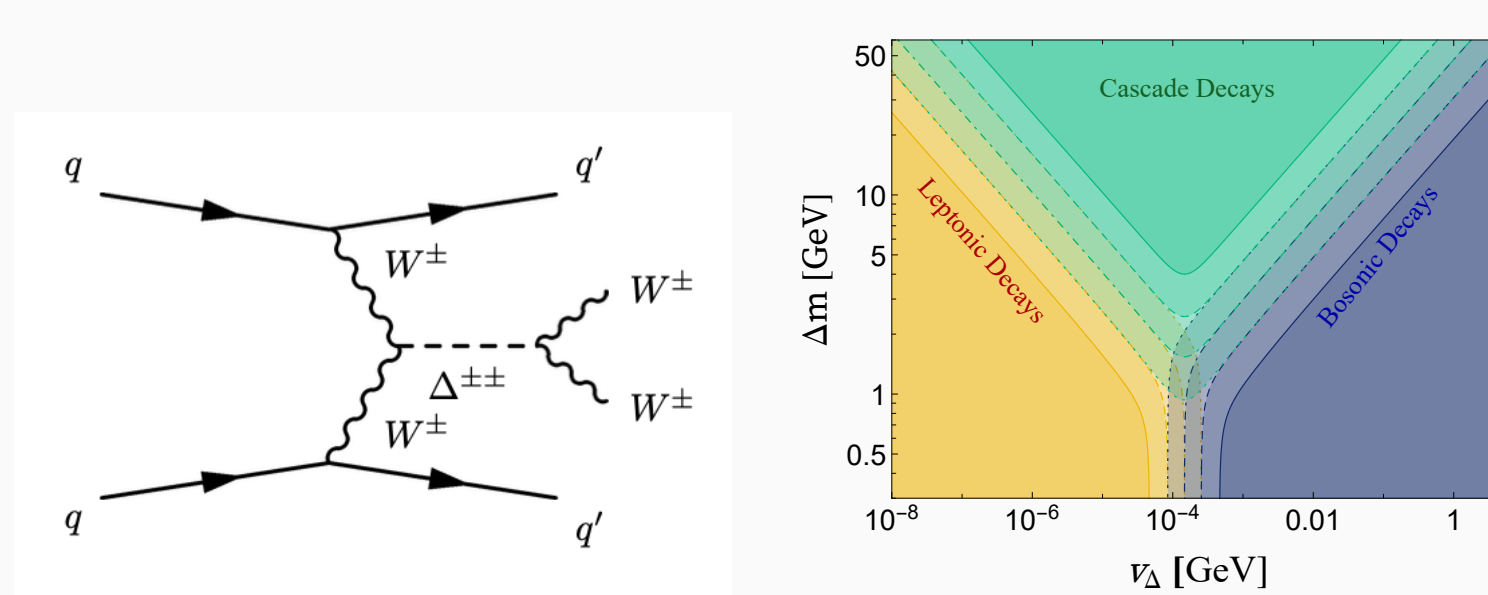 q
q′
W±
W±
Δ±±
W±
W±
q
q′
50
10
5
1
0.5
Δm [GeV]
Cascade Decays
Leptonic Decays
Bosonic Decays
10−8
10−6
10−4
0.01
1
vΔ [GeV]